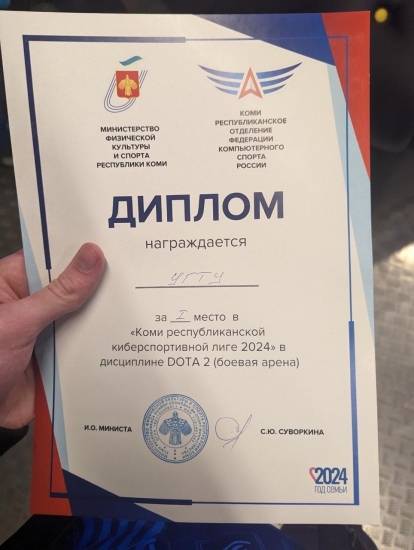 МИНИСТЕРСТВО
ФИЗИЧЕСКОЙ
КУЛЬТУРЫ
И СПОРТА
РЕСПУБЛИКИ КОМИ
КОМИ
РЕСПУБЛИКАНСКОЕ
ОТДЕЛЕНИЕ
ФЕДЕРАЦИИ
КОМПЬЮТЕРНОГО
СПОРТА
РОССИИ
ДИПЛОМ
награждается
УГТУ
за I место в
«Коми республиканской
киберспортивной лиге 2024» в
дисциплине DOTA 2 (боевая арена)
И.О. МИНИСТА
С.Ю. СУВОРКИНА
2024
ГОД СЕМЬИ